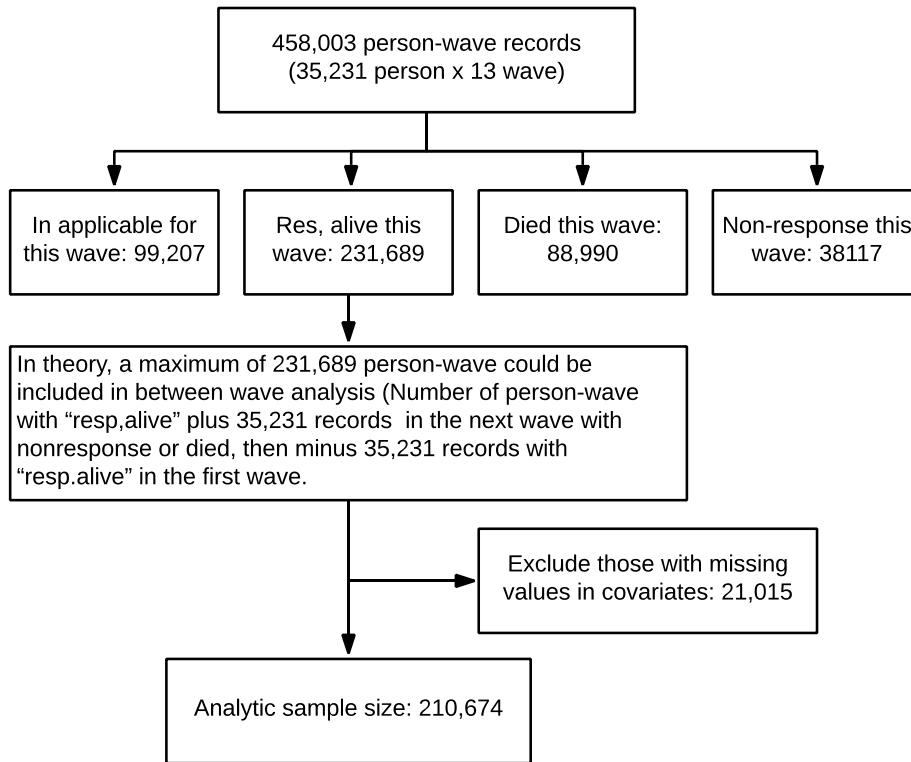 458,003 person-wave records
(35,231 person x 13 wave)
In applicable for
this wave: 99,207
Res, alive this
wave: 231,689
Died this wave:
88,990
Non-response this
wave: 38117
In theory, a maximum of 231,689 person-wave could be
included in between wave analysis (Number of person-wave
with “resp,alive” plus 35,231 records  in the next wave with
nonresponse or died, then minus 35,231 records with
“resp.alive” in the first wave.
Exclude those with missing
values in covariates: 21,015
Analytic sample size: 210,674